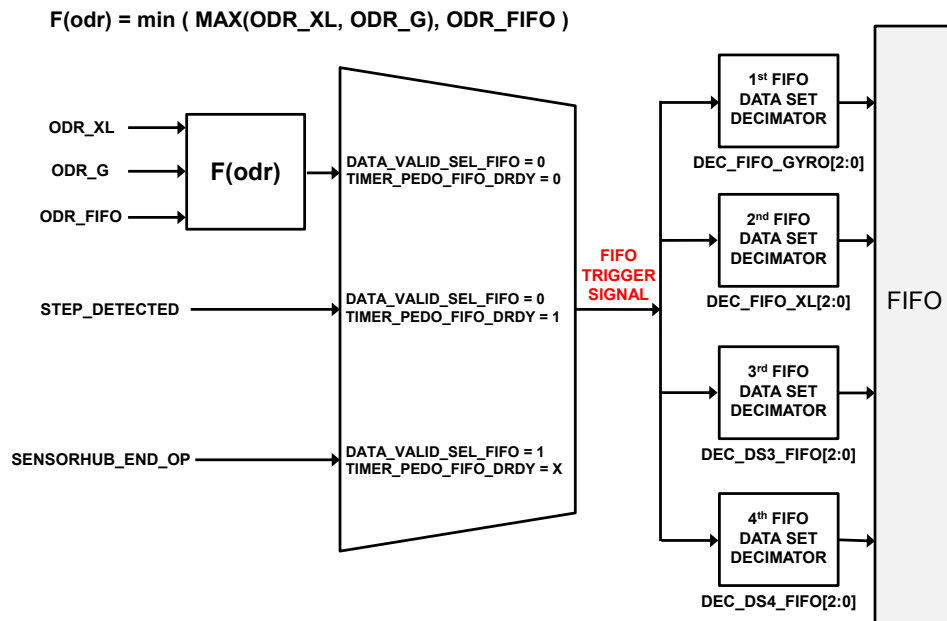 F(odr) = min ( MAX(ODR_XL, ODR_G), ODR_FIFO )
ODR_XL
ODR_G
ODR_FIFO
F(odr)
DATA_VALID_SEL_FIFO = 0
TIMER_PEDO_FIFO_DRDY = 0
STEP_DETECTED
DATA_VALID_SEL_FIFO = 0
TIMER_PEDO_FIFO_DRDY = 1
SENSORHUB_END_OP
DATA_VALID_SEL_FIFO = 1
TIMER_PEDO_FIFO_DRDY = X
FIFO
TRIGGER
SIGNAL
1st FIFO
DATA SET
DECIMATOR
DEC_FIFO_GYRO[2:0]
2nd FIFO
DATA SET
DECIMATOR
DEC_FIFO_XL[2:0]
3rd FIFO
DATA SET
DECIMATOR
DEC_DS3_FIFO[2:0]
4th FIFO
DATA SET
DECIMATOR
DEC_DS4_FIFO[2:0]
FIFO